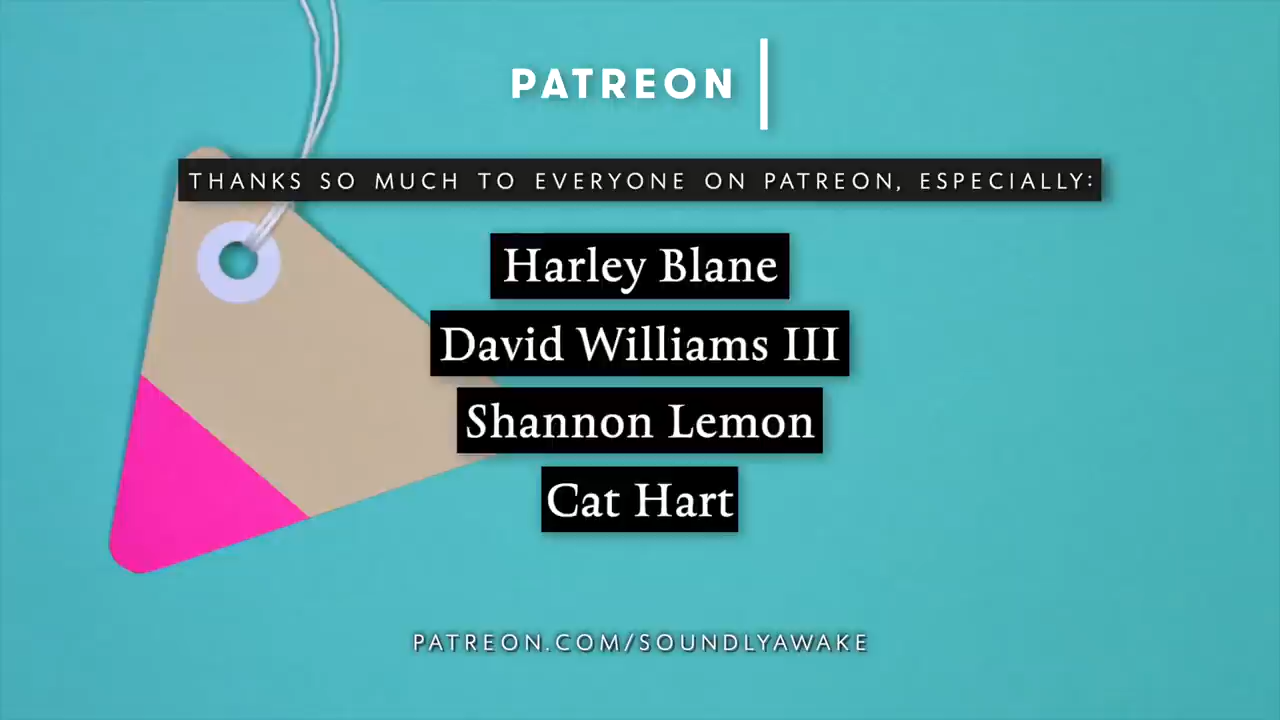 PATREON
THANKS SO MUCH TO EVERYONE ON PATREON, ESPECIALLY:
Harley Blane
David Williams III
Shannon Lemon
Cat Hart
PATREON.COM/SOUNDLYAWAKE